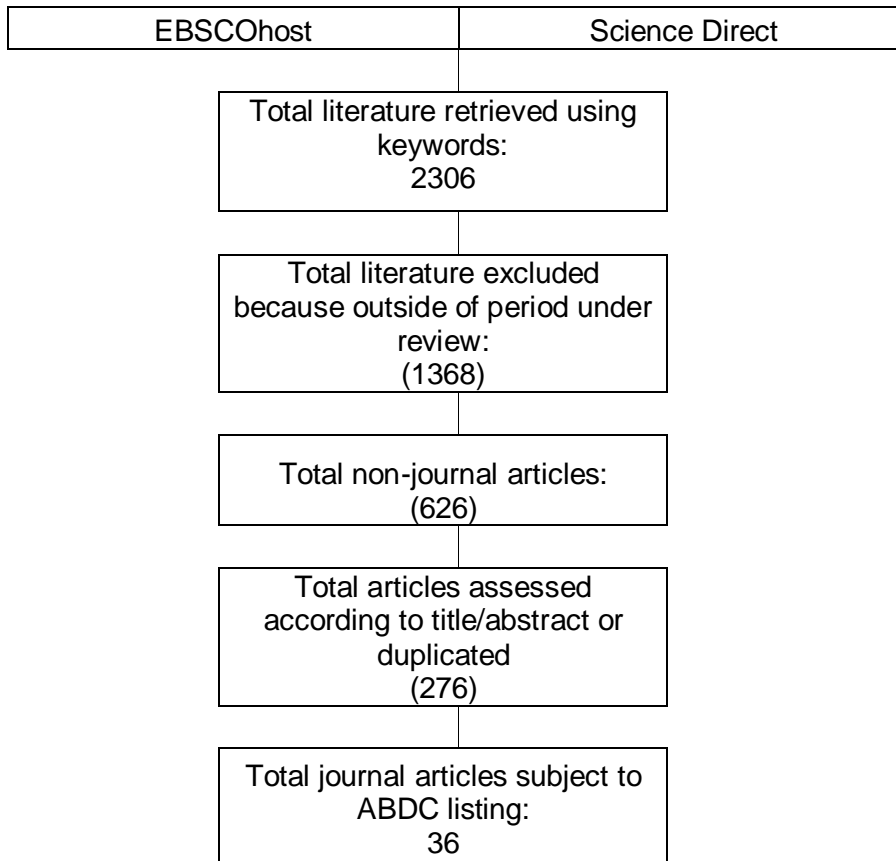 EBSCOhost
Science Direct
Total literature retrieved using
keywords:
2306
Total literature excluded
because outside of period under
review:
(1368)
Total non-journal articles:
(626)
Total articles assessed
according to title/abstract or
duplicated
(276)
Total journal articles subject to
ABDC listing:
36